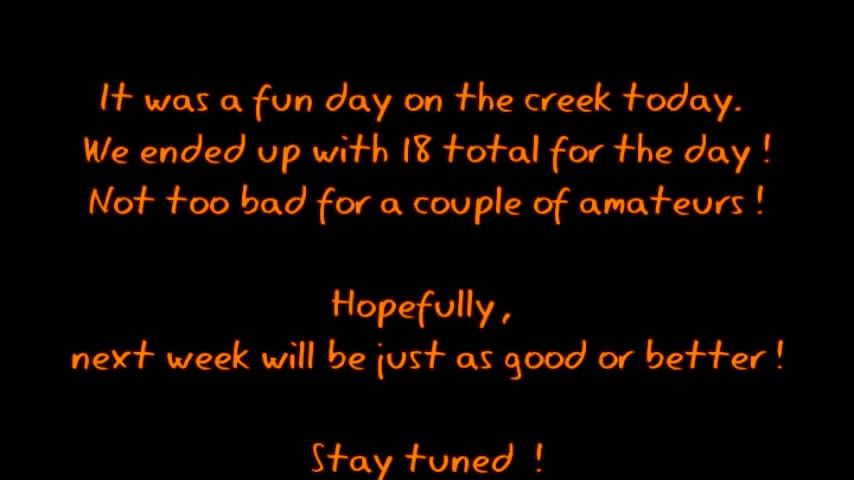 It was a fun day on the creek today.
We ended up with 18 total for the day !
Not too bad for a couple of amateurs !
Hopefully,
next week will be just as good or better !
Stay tuned !